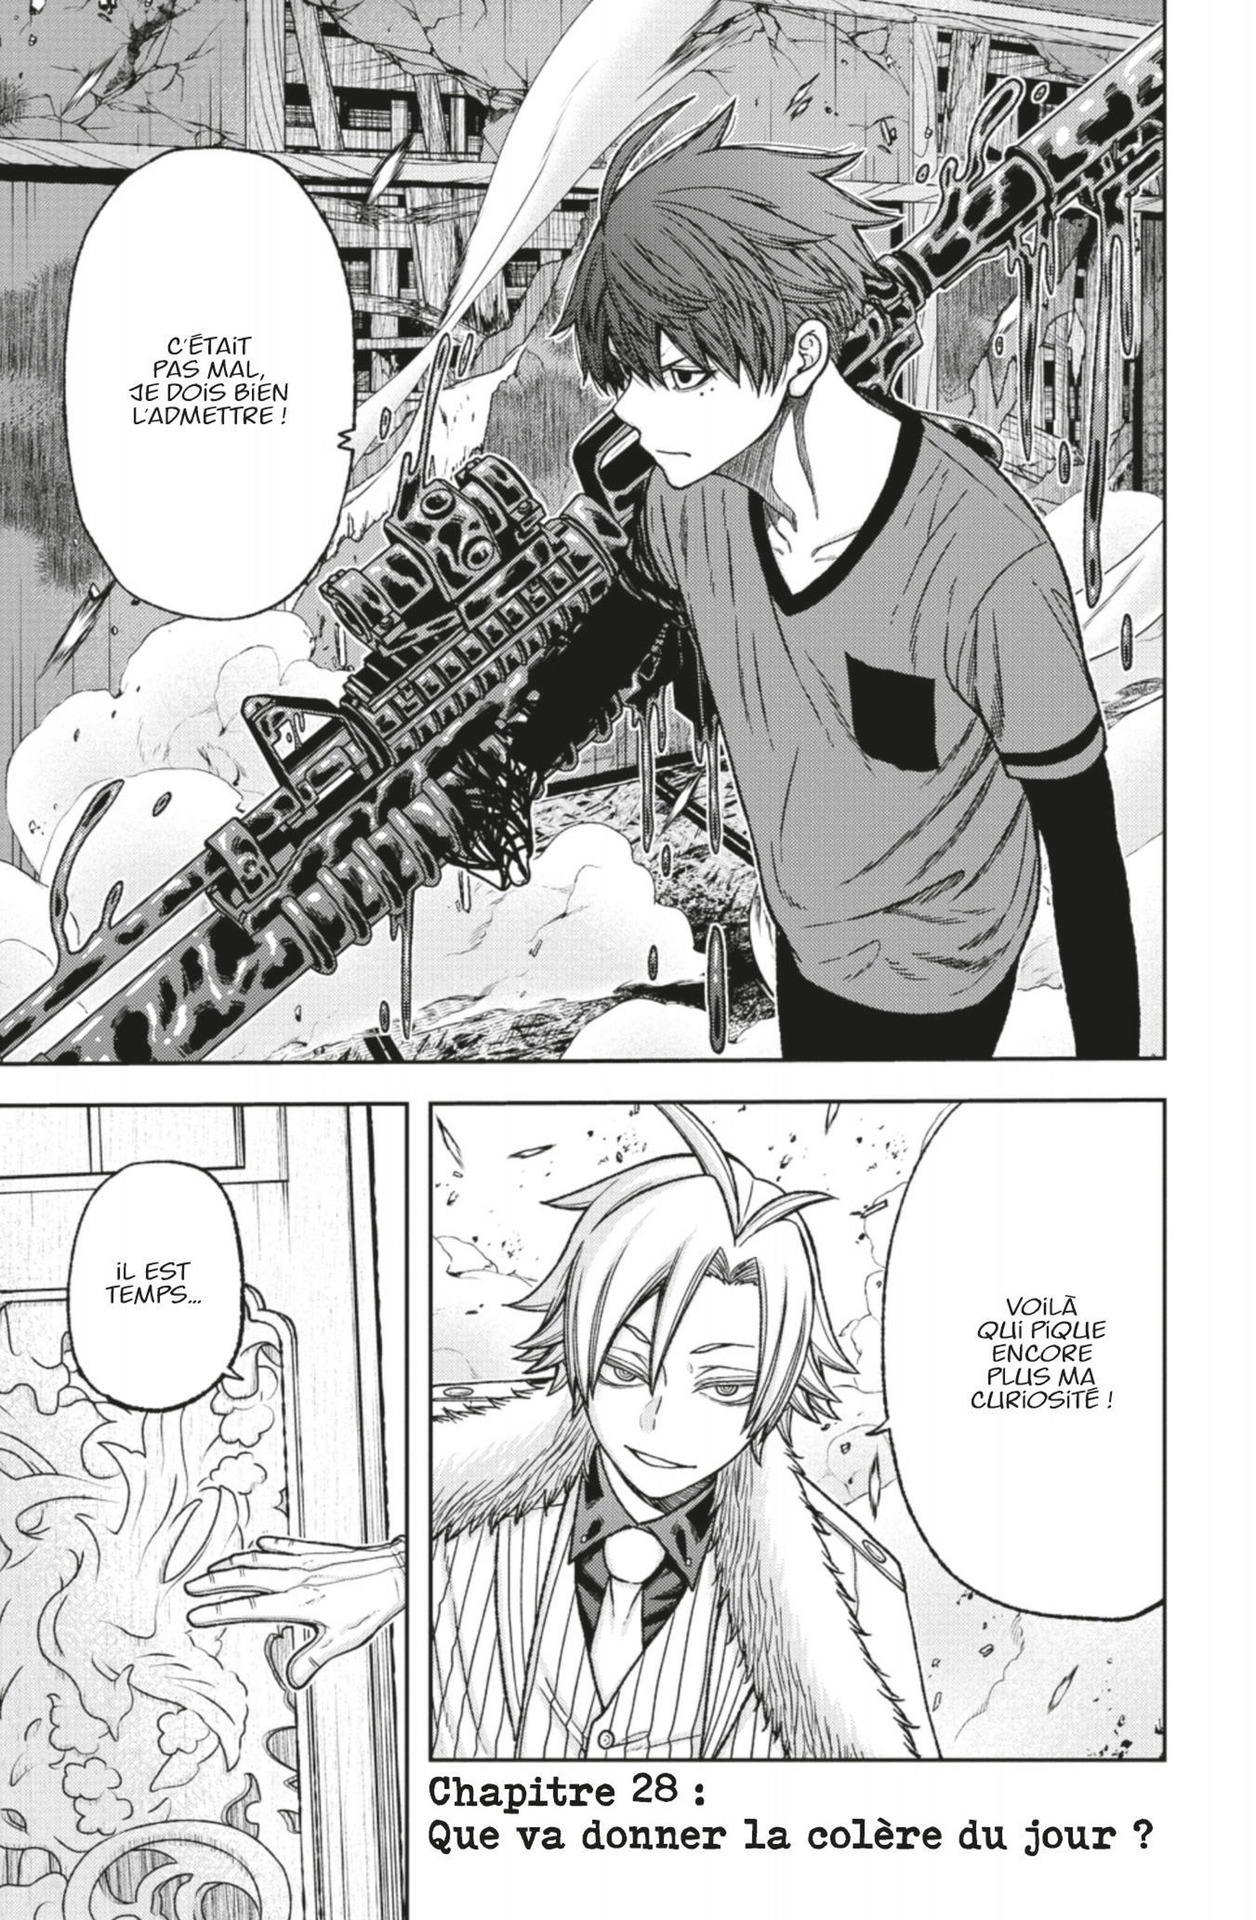 C'ÉTAIT
PAS MAL,
JE DOIS BIEN
L'ADMETTRE !
VOILÀ
QUI PIQUE
ENCORE
PLUS MA
CURIOSITÉ !
IL EST
TEMPS...
Chapitre 28 :
Que va donner la colère du jour ?